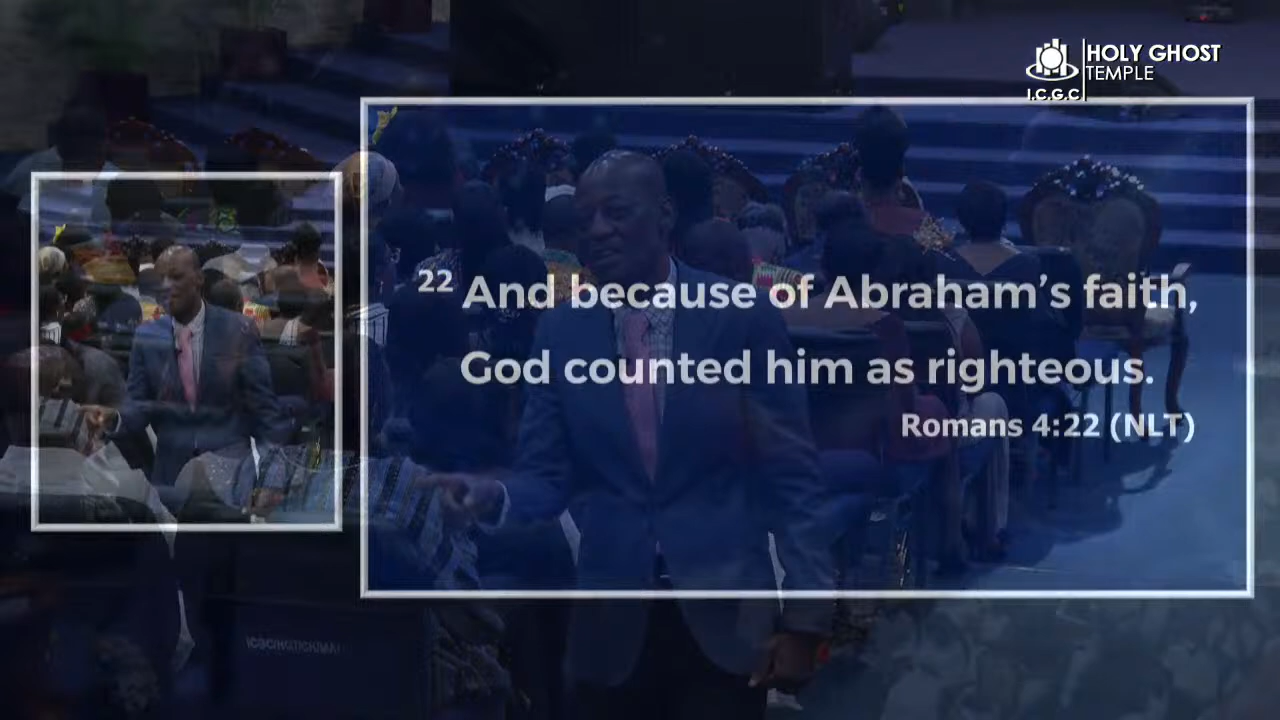 HOLY GHOST
TEMPLE
I.C.G.C
22 And because of Abraham’s faith,
God counted him as righteous.
Romans 4:22 (NLT)